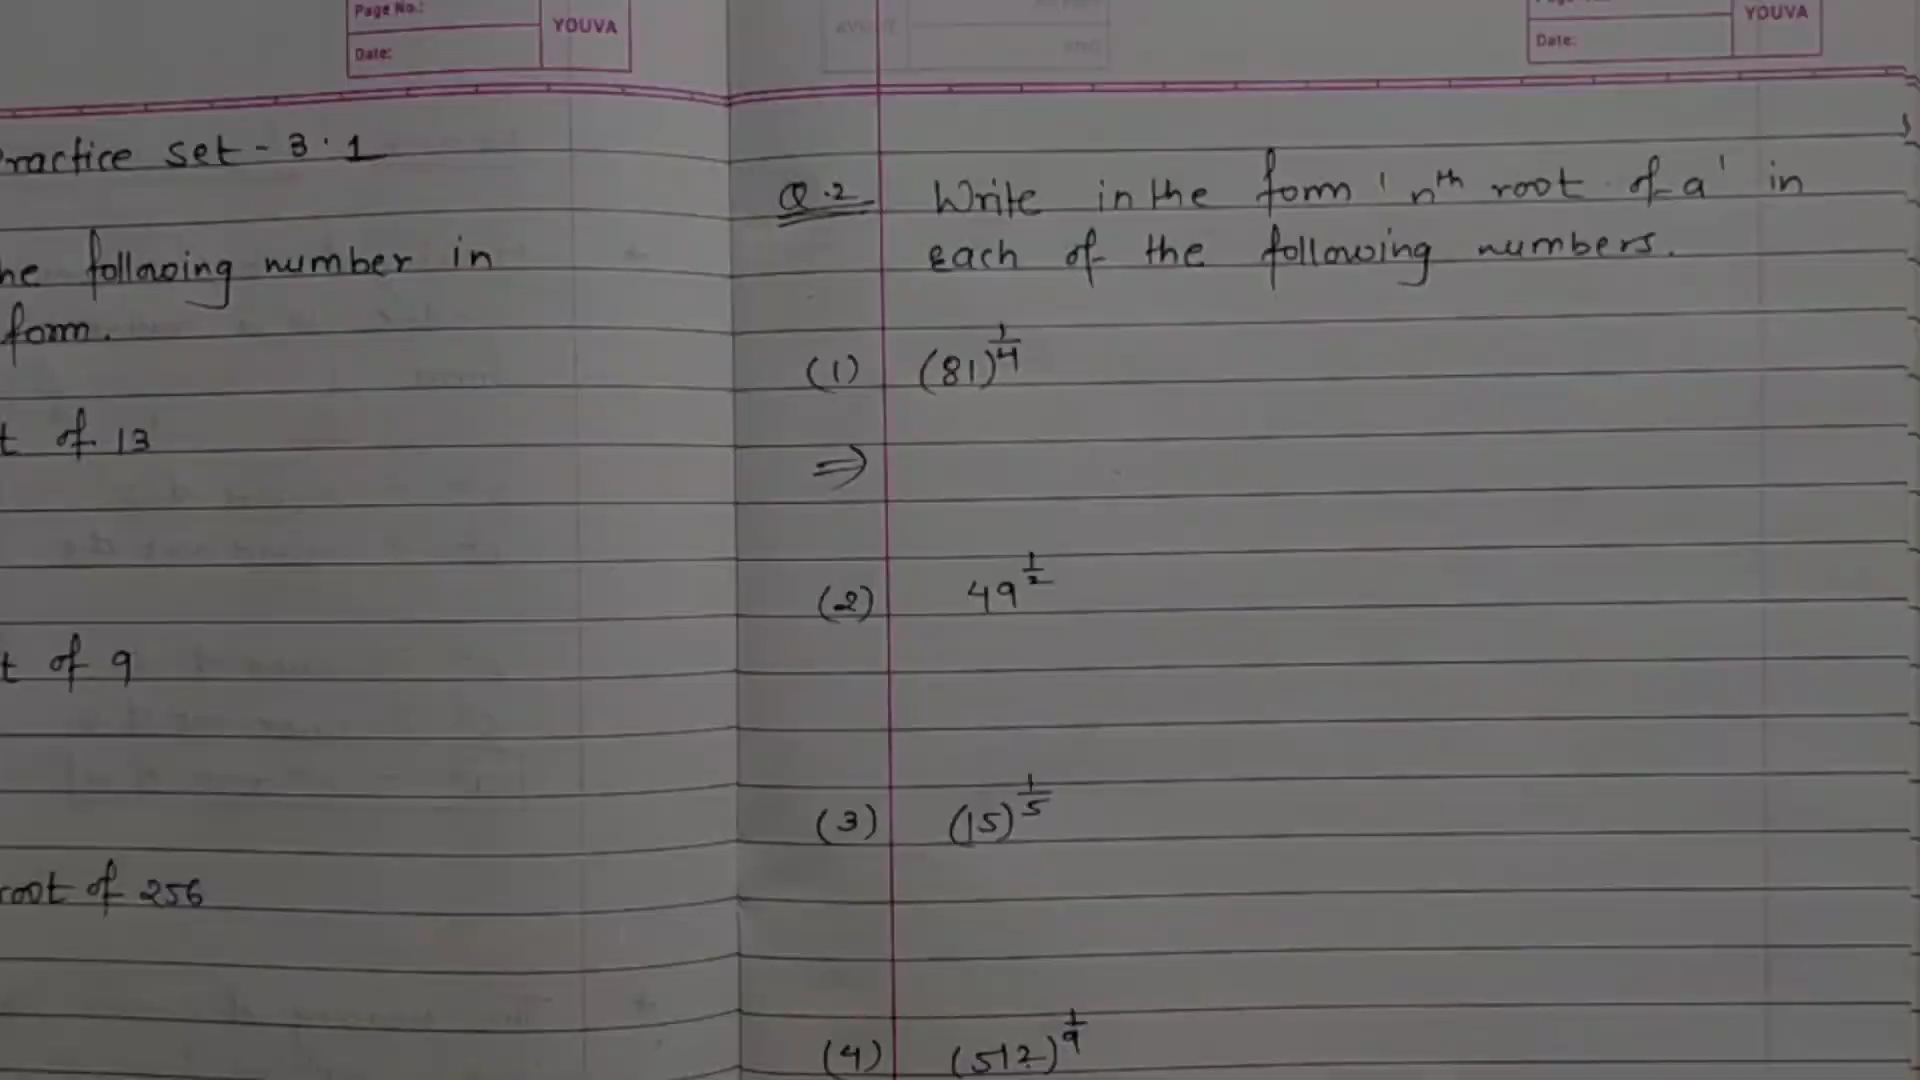 Page No.:
Date:
YOUVA
Practice set - 3.1
he following number in
form.
t of 13
t of 9
root of 256
Date:
YOUVA
Q.2 Write in the form 'nth root of a' in
each of the following numbers.
(1) (81)^1/4
⇒
(2) 49^1/2
(3) (15)^1/5
(4) (512)^1/9